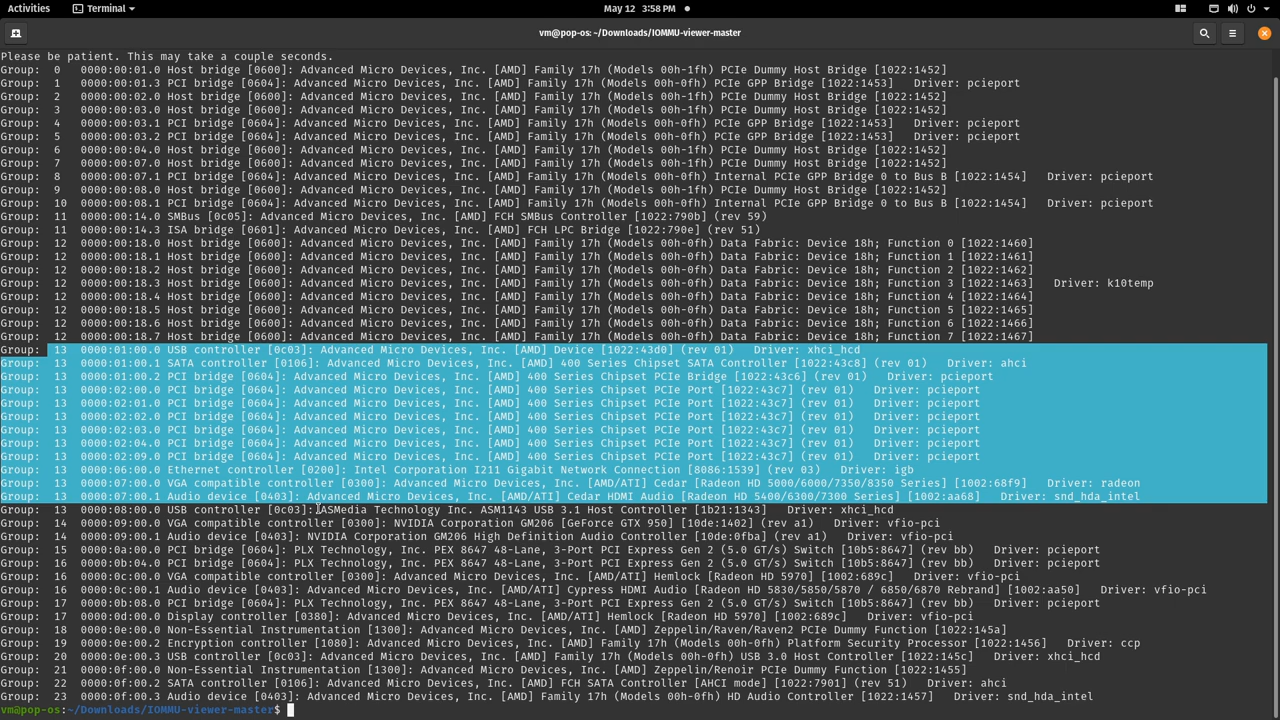 Activities Terminal May 12 3:58 PM
vm@pop-os: ~/Downloads/IOMMU-viewer-master
Please be patient. This may take a couple seconds.
Group: 0 0000:00:01.0 Host bridge [0600]: Advanced Micro Devices, Inc. [AMD] Family 17h (Models 00h-1fh) PCIe Dummy Host Bridge [1022:1452]
Group: 1 0000:00:01.3 PCI bridge [0604]: Advanced Micro Devices, Inc. [AMD] Family 17h (Models 00h-0fh) PCIe GPP Bridge [1022:1453] Driver: pcieport
Group: 2 0000:00:02.0 Host bridge [0600]: Advanced Micro Devices, Inc. [AMD] Family 17h (Models 00h-1fh) PCIe Dummy Host Bridge [1022:1452]
Group: 3 0000:00:03.0 Host bridge [0600]: Advanced Micro Devices, Inc. [AMD] Family 17h (Models 00h-1fh) PCIe Dummy Host Bridge [1022:1452]
Group: 4 0000:00:03.1 PCI bridge [0604]: Advanced Micro Devices, Inc. [AMD] Family 17h (Models 00h-0fh) PCIe GPP Bridge [1022:1453] Driver: pcieport
Group: 5 0000:00:03.2 PCI bridge [0604]: Advanced Micro Devices, Inc. [AMD] Family 17h (Models 00h-0fh) PCIe GPP Bridge [1022:1453] Driver: pcieport
Group: 6 0000:00:04.0 Host bridge [0600]: Advanced Micro Devices, Inc. [AMD] Family 17h (Models 00h-1fh) PCIe Dummy Host Bridge [1022:1452]
Group: 7 0000:00:07.0 Host bridge [0600]: Advanced Micro Devices, Inc. [AMD] Family 17h (Models 00h-1fh) PCIe Dummy Host Bridge [1022:1452]
Group: 8 0000:00:07.1 PCI bridge [0604]: Advanced Micro Devices, Inc. [AMD] Family 17h (Models 00h-0fh) Internal PCIe GPP Bridge 0 to Bus B [1022:1454] Driver: pcieport
Group: 9 0000:00:08.0 Host bridge [0600]: Advanced Micro Devices, Inc. [AMD] Family 17h (Models 00h-1fh) PCIe Dummy Host Bridge [1022:1452]
Group: 10 0000:00:08.1 PCI bridge [0604]: Advanced Micro Devices, Inc. [AMD] Family 17h (Models 00h-0fh) Internal PCIe GPP Bridge 0 to Bus B [1022:1454] Driver: pcieport
Group: 11 0000:00:14.0 SMBus [0c05]: Advanced Micro Devices, Inc. [AMD] FCH SMBus Controller [1022:790b] (rev 59)
Group: 11 0000:00:14.3 ISA bridge [0601]: Advanced Micro Devices, Inc. [AMD] FCH LPC Bridge [1022:790e] (rev 51)
Group: 12 0000:00:18.0 Host bridge [0600]: Advanced Micro Devices, Inc. [AMD] Family 17h (Models 00h-0fh) Data Fabric: Device 18h; Function 0 [1022:1460]
Group: 12 0000:00:18.1 Host bridge [0600]: Advanced Micro Devices, Inc. [AMD] Family 17h (Models 00h-0fh) Data Fabric: Device 18h; Function 1 [1022:1461]
Group: 12 0000:00:18.2 Host bridge [0600]: Advanced Micro Devices, Inc. [AMD] Family 17h (Models 00h-0fh) Data Fabric: Device 18h; Function 2 [1022:1462]
Group: 12 0000:00:18.3 Host bridge [0600]: Advanced Micro Devices, Inc. [AMD] Family 17h (Models 00h-0fh) Data Fabric: Device 18h; Function 3 [1022:1463] Driver: k10temp
Group: 12 0000:00:18.4 Host bridge [0600]: Advanced Micro Devices, Inc. [AMD] Family 17h (Models 00h-0fh) Data Fabric: Device 18h; Function 4 [1022:1464]
Group: 12 0000:00:18.5 Host bridge [0600]: Advanced Micro Devices, Inc. [AMD] Family 17h (Models 00h-0fh) Data Fabric: Device 18h; Function 5 [1022:1465]
Group: 12 0000:00:18.6 Host bridge [0600]: Advanced Micro Devices, Inc. [AMD] Family 17h (Models 00h-0fh) Data Fabric: Device 18h; Function 6 [1022:1466]
Group: 12 0000:00:18.7 Host bridge [0600]: Advanced Micro Devices, Inc. [AMD] Family 17h (Models 00h-0fh) Data Fabric: Device 18h; Function 7 [1022:1467]
Group: 13 0000:01:00.0 USB controller [0c03]: Advanced Micro Devices, Inc. [AMD] Device [1022:43d0] (rev 01) Driver: xhci_hcd
Group: 13 0000:01:00.1 SATA controller [0106]: Advanced Micro Devices, Inc. [AMD] 400 Series Chipset SATA Controller [1022:43c8] (rev 01) Driver: ahci
Group: 13 0000:01:00.2 PCI bridge [0604]: Advanced Micro Devices, Inc. [AMD] 400 Series Chipset PCIe Bridge [1022:43c6] (rev 01) Driver: pcieport
Group: 13 0000:02:00.0 PCI bridge [0604]: Advanced Micro Devices, Inc. [AMD] 400 Series Chipset PCIe Port [1022:43c7] (rev 01) Driver: pcieport
Group: 13 0000:02:01.0 PCI bridge [0604]: Advanced Micro Devices, Inc. [AMD] 400 Series Chipset PCIe Port [1022:43c7] (rev 01) Driver: pcieport
Group: 13 0000:02:02.0 PCI bridge [0604]: Advanced Micro Devices, Inc. [AMD] 400 Series Chipset PCIe Port [1022:43c7] (rev 01) Driver: pcieport
Group: 13 0000:02:03.0 PCI bridge [0604]: Advanced Micro Devices, Inc. [AMD] 400 Series Chipset PCIe Port [1022:43c7] (rev 01) Driver: pcieport
Group: 13 0000:02:04.0 PCI bridge [0604]: Advanced Micro Devices, Inc. [AMD] 400 Series Chipset PCIe Port [1022:43c7] (rev 01) Driver: pcieport
Group: 13 0000:02:09.0 PCI bridge [0604]: Advanced Micro Devices, Inc. [AMD] 400 Series Chipset PCIe Port [1022:43c7] (rev 01) Driver: pcieport
Group: 13 0000:06:00.0 Ethernet controller [0200]: Intel Corporation I211 Gigabit Network Connection [8086:1539] (rev 03) Driver: igb
Group: 13 0000:07:00.0 VGA compatible controller [0300]: Advanced Micro Devices, Inc. [AMD/ATI] Cedar [Radeon HD 5000/6000/7350/8350 Series] [1002:68f9] Driver: radeon
Group: 13 0000:07:00.1 Audio device [0403]: Advanced Micro Devices, Inc. [AMD/ATI] Cedar HDMI Audio [Radeon HD 5400/6300/7300 Series] [1002:aa68] Driver: snd_hda_intel
Group: 13 0000:08:00.0 USB controller [0c03]: ASMedia Technology Inc. ASM1143 USB 3.1 Host Controller [1b21:1343] Driver: xhci_hcd
Group: 14 0000:09:00.0 VGA compatible controller [0300]: NVIDIA Corporation GM206 [GeForce GTX 950] [10de:1402] (rev a1) Driver: vfio-pci
Group: 14 0000:09:00.1 Audio device [0403]: NVIDIA Corporation GM206 High Definition Audio Controller [10de:0fba] (rev a1) Driver: vfio-pci
Group: 15 0000:0a:00.0 PCI bridge [0604]: PLX Technology, Inc. PEX 8647 48-Lane, 3-Port PCI Express Gen 2 (5.0 GT/s) Switch [10b5:8647] (rev bb) Driver: pcieport
Group: 16 0000:0b:04.0 PCI bridge [0604]: PLX Technology, Inc. PEX 8647 48-Lane, 3-Port PCI Express Gen 2 (5.0 GT/s) Switch [10b5:8647] (rev bb) Driver: pcieport
Group: 16 0000:0c:00.0 VGA compatible controller [0300]: Advanced Micro Devices, Inc. [AMD/ATI] Hemlock [Radeon HD 5970] [1002:689c] Driver: vfio-pci
Group: 16 0000:0c:00.1 Audio device [0403]: Advanced Micro Devices, Inc. [AMD/ATI] Cypress HDMI Audio [Radeon HD 5830/5850/5870 / 6850/6870 Rebrand] [1002:aa50] Driver: vfio-pci
Group: 17 0000:0b:08.0 PCI bridge [0604]: PLX Technology, Inc. PEX 8647 48-Lane, 3-Port PCI Express Gen 2 (5.0 GT/s) Switch [10b5:8647] (rev bb) Driver: pcieport
Group: 17 0000:0d:00.0 Display controller [0380]: Advanced Micro Devices, Inc. [AMD/ATI] Hemlock [Radeon HD 5970] [1002:689c] Driver: vfio-pci
Group: 18 0000:0e:00.0 Non-Essential Instrumentation [1300]: Advanced Micro Devices, Inc. [AMD] Zeppelin/Raven/Raven2 PCIe Dummy Function [1022:145a]
Group: 19 0000:0e:00.2 Encryption controller [1080]: Advanced Micro Devices, Inc. [AMD] Family 17h (Models 00h-0fh) Platform Security Processor [1022:1456] Driver: ccp
Group: 20 0000:0e:00.3 USB controller [0c03]: Advanced Micro Devices, Inc. [AMD] Family 17h (Models 00h-0fh) USB 3.0 Host Controller [1022:145c] Driver: xhci_hcd
Group: 21 0000:0f:00.0 Non-Essential Instrumentation [1300]: Advanced Micro Devices, Inc. [AMD] Zeppelin/Renoir PCIe Dummy Function [1022:1455]
Group: 22 0000:0f:00.2 SATA controller [0106]: Advanced Micro Devices, Inc. [AMD] FCH SATA Controller [AHCI mode] [1022:7901] (rev 51) Driver: ahci
Group: 23 0000:0f:00.3 Audio device [0403]: Advanced Micro Devices, Inc. [AMD] Family 17h (Models 00h-0fh) HD Audio Controller [1022:1457] Driver: snd_hda_intel
vm@pop-os:~/Downloads/IOMMU-viewer-master$